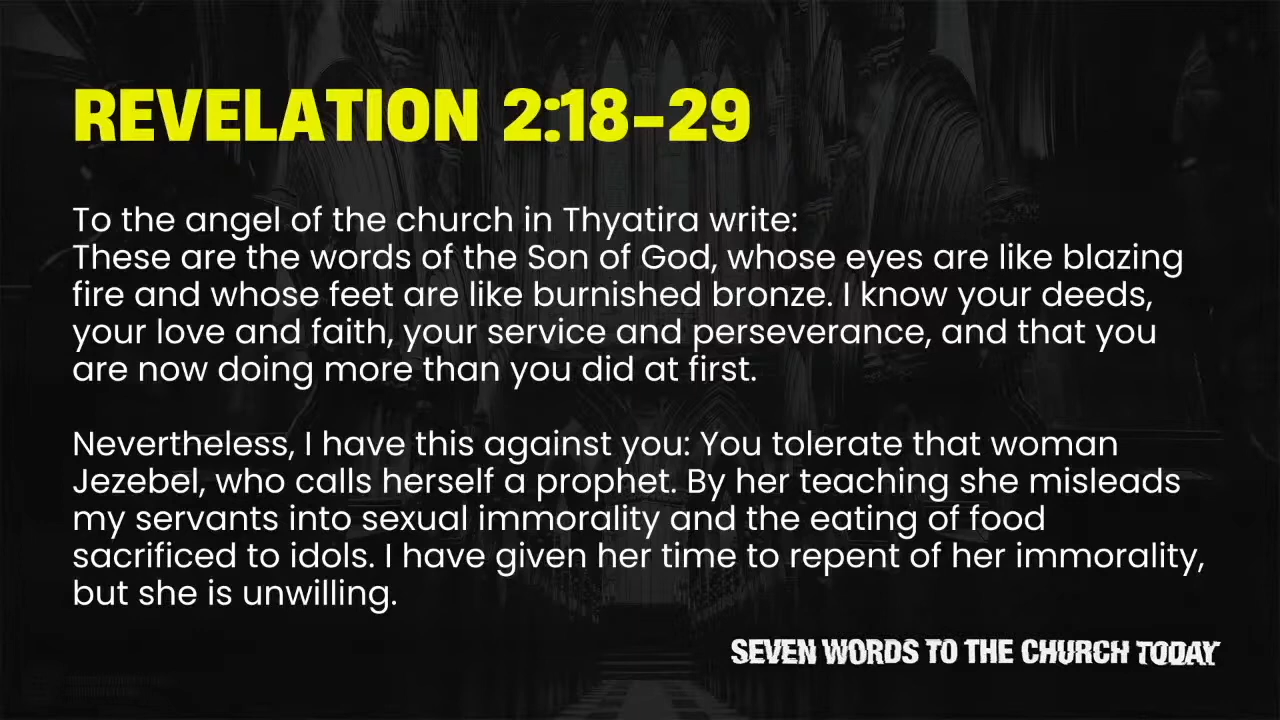 REVELATION 2:18-29
To the angel of the church in Thyatira write:
These are the words of the Son of God, whose eyes are like blazing
fire and whose feet are like burnished bronze. I know your deeds,
your love and faith, your service and perseverance, and that you
are now doing more than you did at first.
Nevertheless, I have this against you: You tolerate that woman
Jezebel, who calls herself a prophet. By her teaching she misleads
my servants into sexual immorality and the eating of food
sacrificed to idols. I have given her time to repent of her immorality,
but she is unwilling.
SEVEN WORDS TO THE CHURCH TODAY